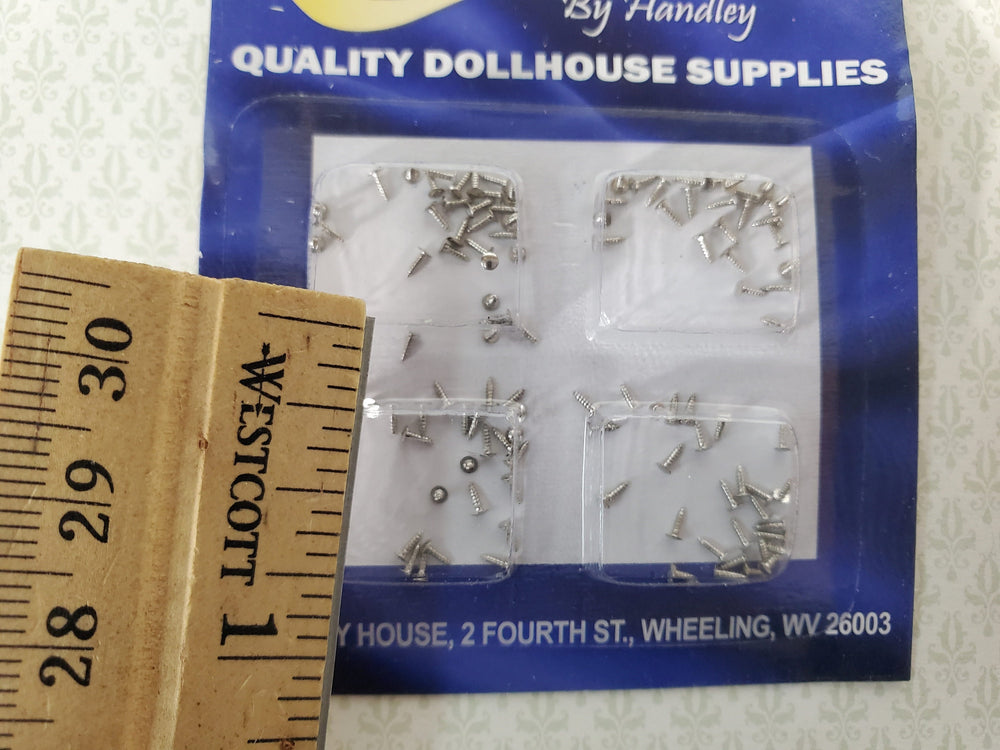 By Handley
QUALITY DOLLHOUSE SUPPLIES
30
29
28
WESTCOTT
1
Y HOUSE, 2 FOURTH ST., WHEELING, WV 26003